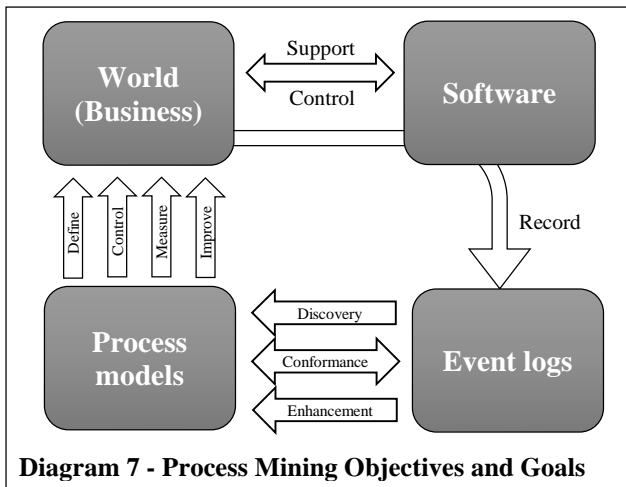 World
(Business)
Support
Control
Software
Define
Control
Measure
Improve
Record
Process
models
Discovery
Conformance
Enhancement
Event logs
Diagram 7 - Process Mining Objectives and Goals